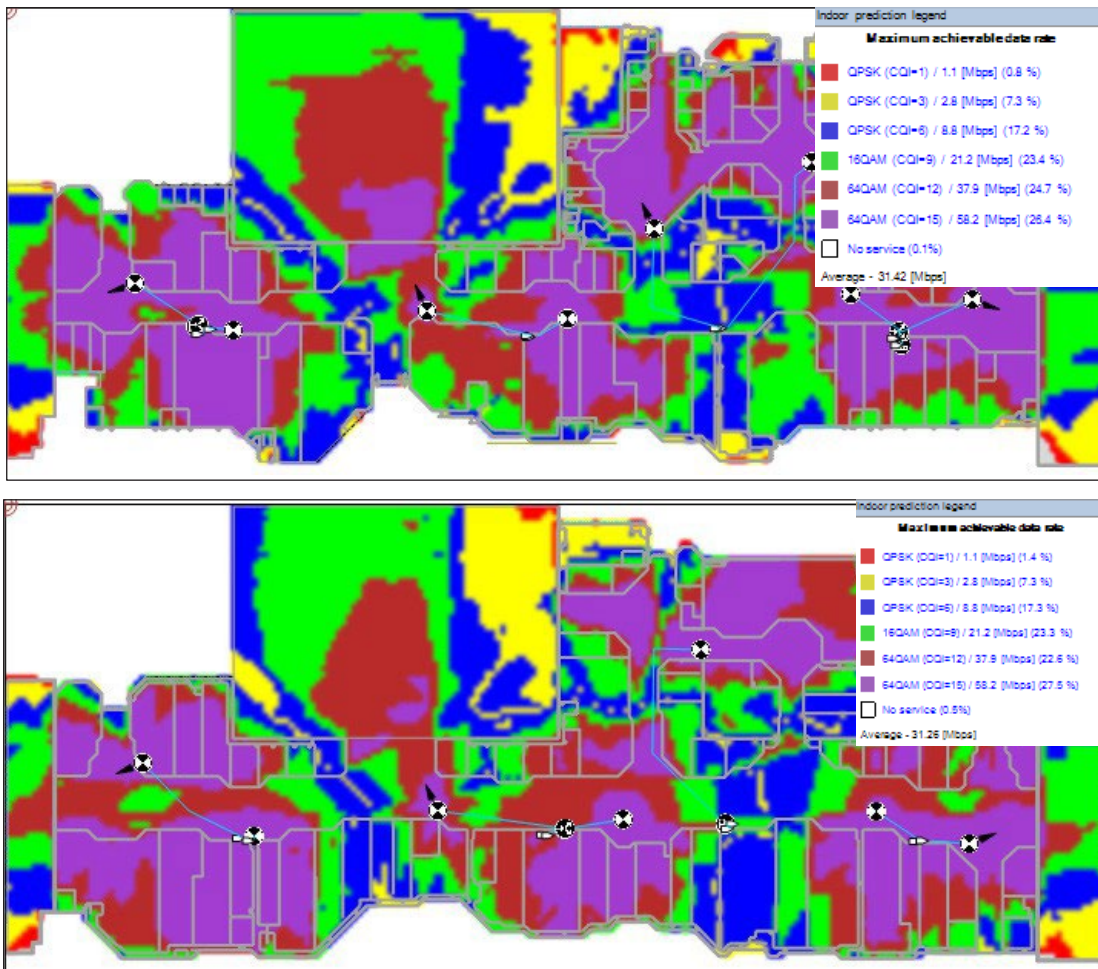 Indoor prediction legend
Maximum achievable data rate
QPSK (CQI=1) / 1.1 [Mbps] (0.8 %)
QPSK (CQI=3) / 2.8 [Mbps] (7.3 %)
QPSK (CQI=6) / 8.8 [Mbps] (17.2 %)
16QAM (CQI=9) / 21.2 [Mbps] (23.4 %)
64QAM (CQI=12) / 37.9 [Mbps] (24.7 %)
64QAM (CQI=15) / 58.2 [Mbps] (26.4 %)
No service (0.1%)
Average - 31.42 [Mbps]
Indoor prediction legend
Maximum achievable data rate
QPSK (CQI=1) / 1.1 [Mbps] (1.4 %)
QPSK (CQI=3) / 2.8 [Mbps] (7.3 %)
QPSK (CQI=6) / 8.8 [Mbps] (17.3 %)
16QAM (CQI=9) / 21.2 [Mbps] (23.3 %)
64QAM (CQI=12) / 37.9 [Mbps] (22.6 %)
64QAM (CQI=15) / 58.2 [Mbps] (27.5 %)
No service (0.5%)
Average - 31.26 [Mbps]